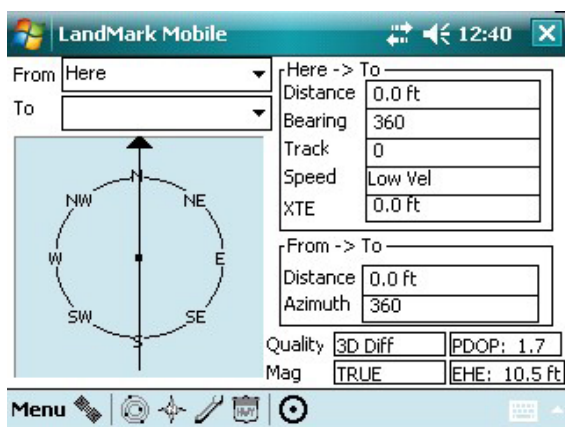 LandMark Mobile 12:40
From Here
To
Here -> To
Distance 0.0 ft
Bearing 360
Track 0
Speed Low Vel
XTE 0.0 ft
N
NW NE
W E
SW SE
S
From -> To
Distance 0.0 ft
Azimuth 360
Quality 3D Diff PDOP: 1.7
Mag TRUE EHE: 10.5 ft
Menu HWY